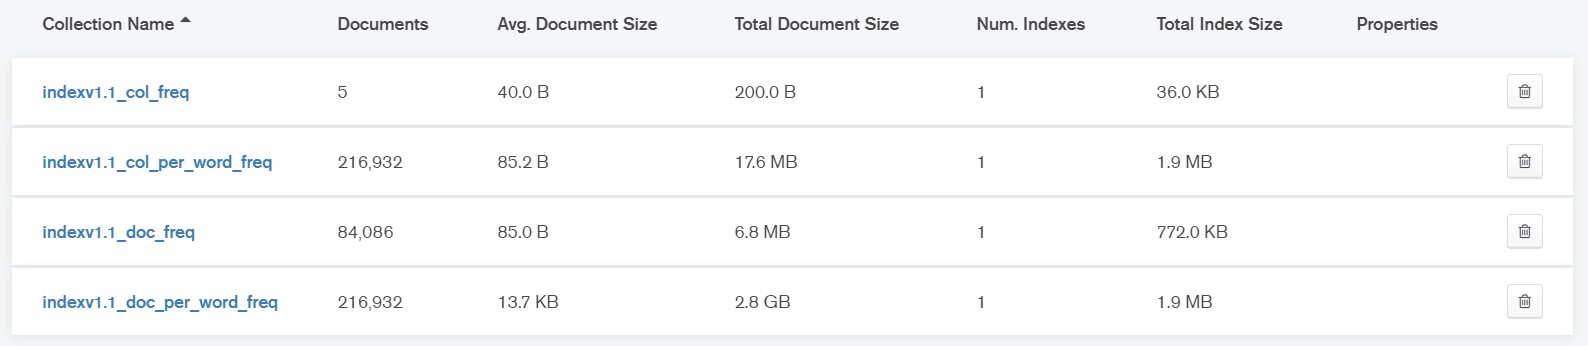 Collection Name Documents Avg. Document Size Total Document Size Num. Indexes Total Index Size Properties
indexv1.1_col_freq 5 40.0 B 200.0 B 1 36.0 KB
indexv1.1_col_per_word_freq 216,932 85.2 B 17.6 MB 1 1.9 MB
indexv1.1_doc_freq 84,086 85.0 B 6.8 MB 1 772.0 KB
indexv1.1_doc_per_word_freq 216,932 13.7 KB 2.8 GB 1 1.9 MB